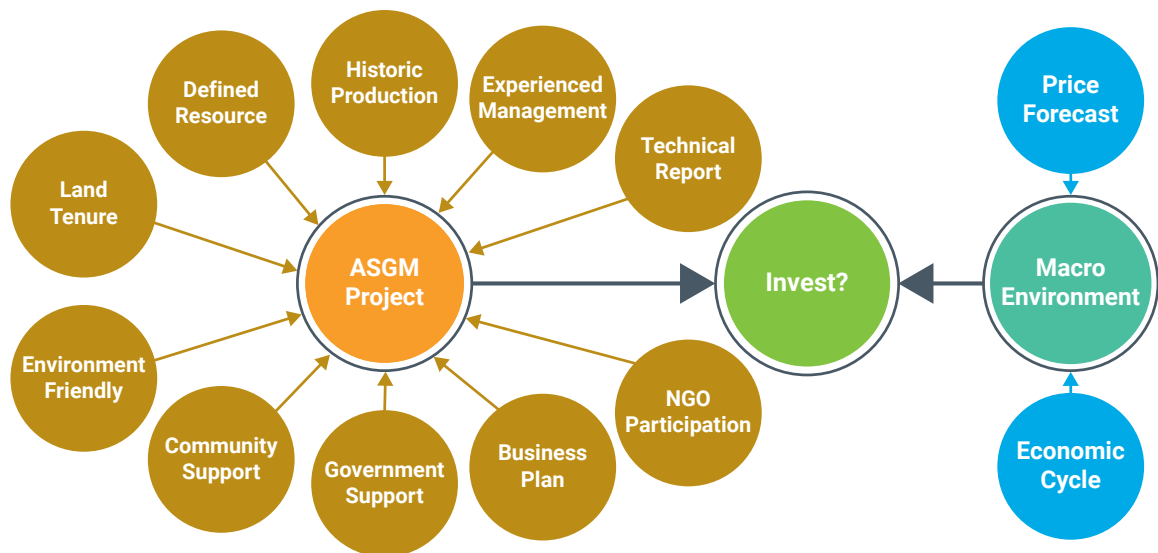 Historic
Production
Experienced
Management
Defined
Resource
Technical
Report
Land
Tenure
Price
Forecast
ASGM
Project
Invest?
Macro
Environment
Environment
Friendly
Community
Support
Government
Support
Business
Plan
NGO
Participation
Economic
Cycle